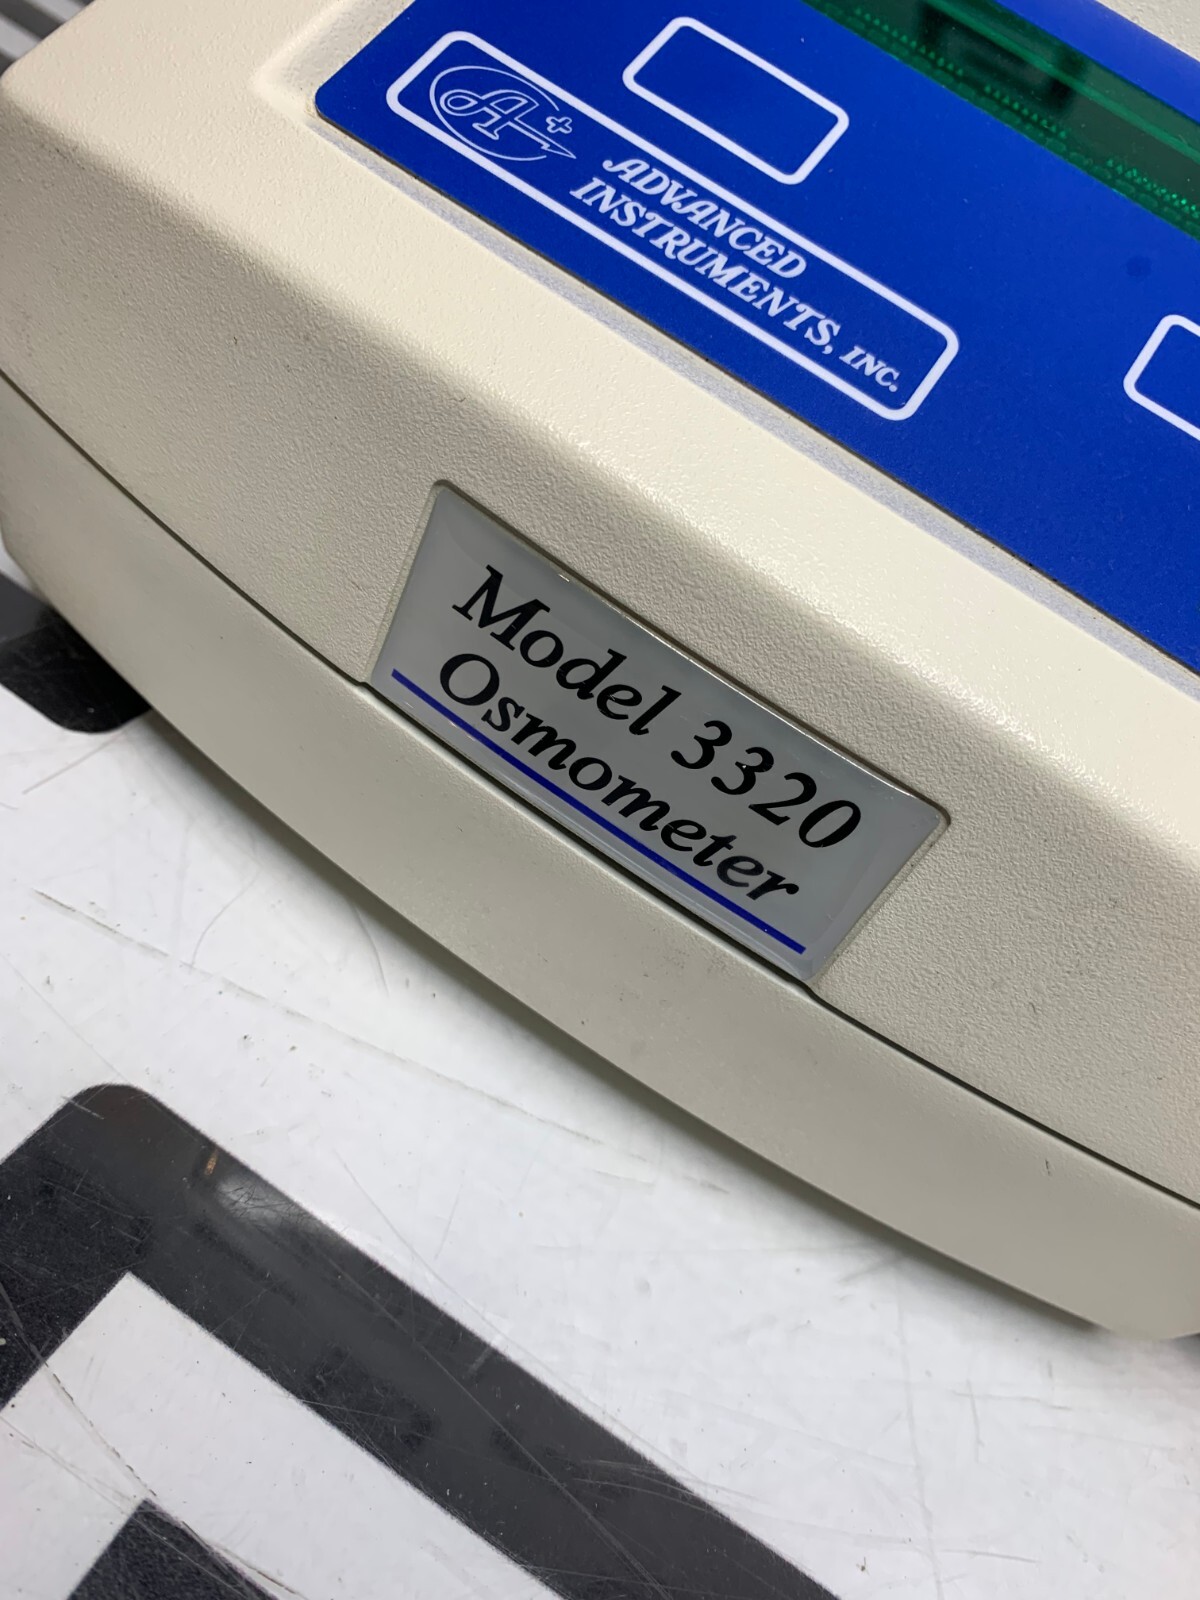 A+
ADVANCED
INSTRUMENTS, INC.
Model 3320
Osmometer